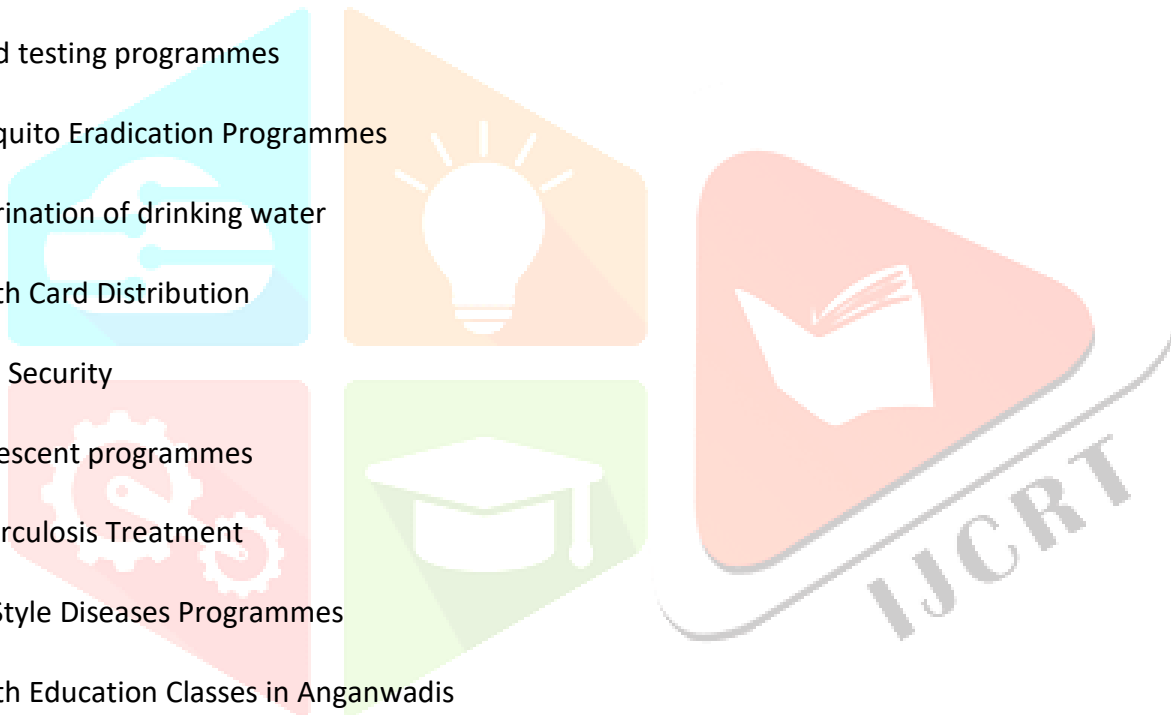 d testing programmes
quito Eradication Programmes
rination of drinking water
th Card Distribution
Security
escent programmes
rculosis Treatment
Style Diseases Programmes
th Education Classes in Anganwadis
IJCRT